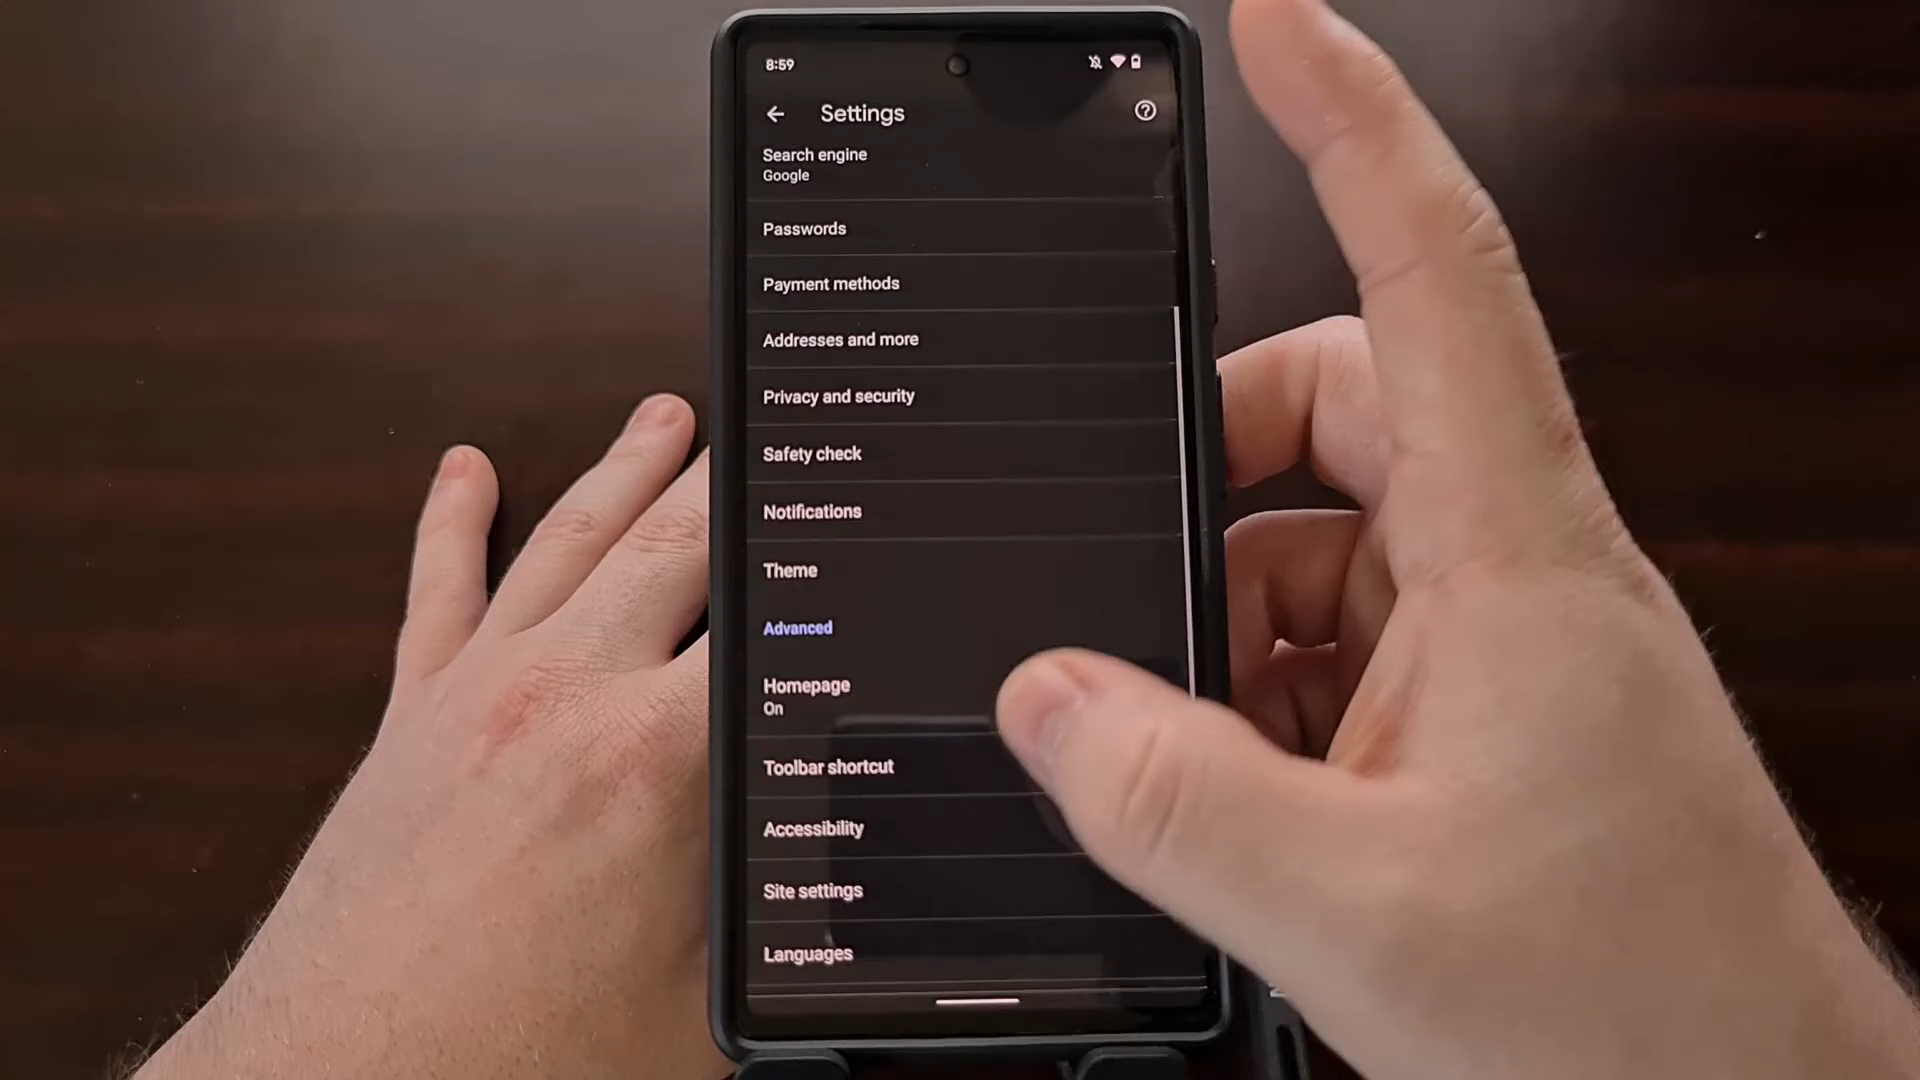 8:59
Settings
Search engine
Google
Passwords
Payment methods
Addresses and more
Privacy and security
Safety check
Notifications
Theme
Advanced
Homepage
On
Toolbar shortcut
Accessibility
Site settings
Languages